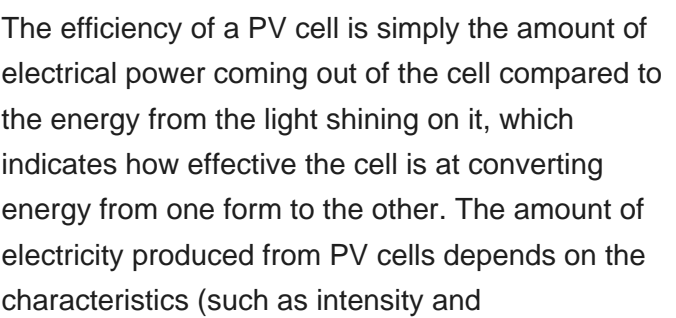 The efficiency of a PV cell is simply the amount of
electrical power coming out of the cell compared to
the energy from the light shining on it, which
indicates how effective the cell is at converting
energy from one form to the other. The amount of
electricity produced from PV cells depends on the
characteristics (such as intensity and